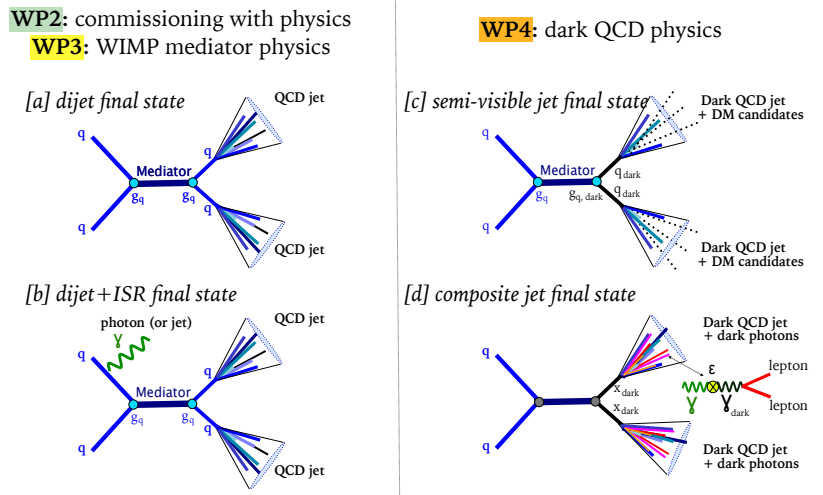 WP2: commissioning with physics
WP3: WIMP mediator physics
[a] dijet final state
QCD jet
q
q
Mediator
gq
gq
q
q
QCD jet
[b] dijet+ISR final state
photon (or jet)
γ
QCD jet
q
q
Mediator
gq
gq
q
q
QCD jet
WP4: dark QCD physics
[c] semi-visible jet final state
Dark QCD jet
+ DM candidates
q
Mediator
qdark
gq
gq, dark
qdark
q
Dark QCD jet
+ DM candidates
[d] composite jet final state
Dark QCD jet
+ dark photons
q
ε
lepton
xdark
xdark
γ
γdark
lepton
q
Dark QCD jet
+ dark photons